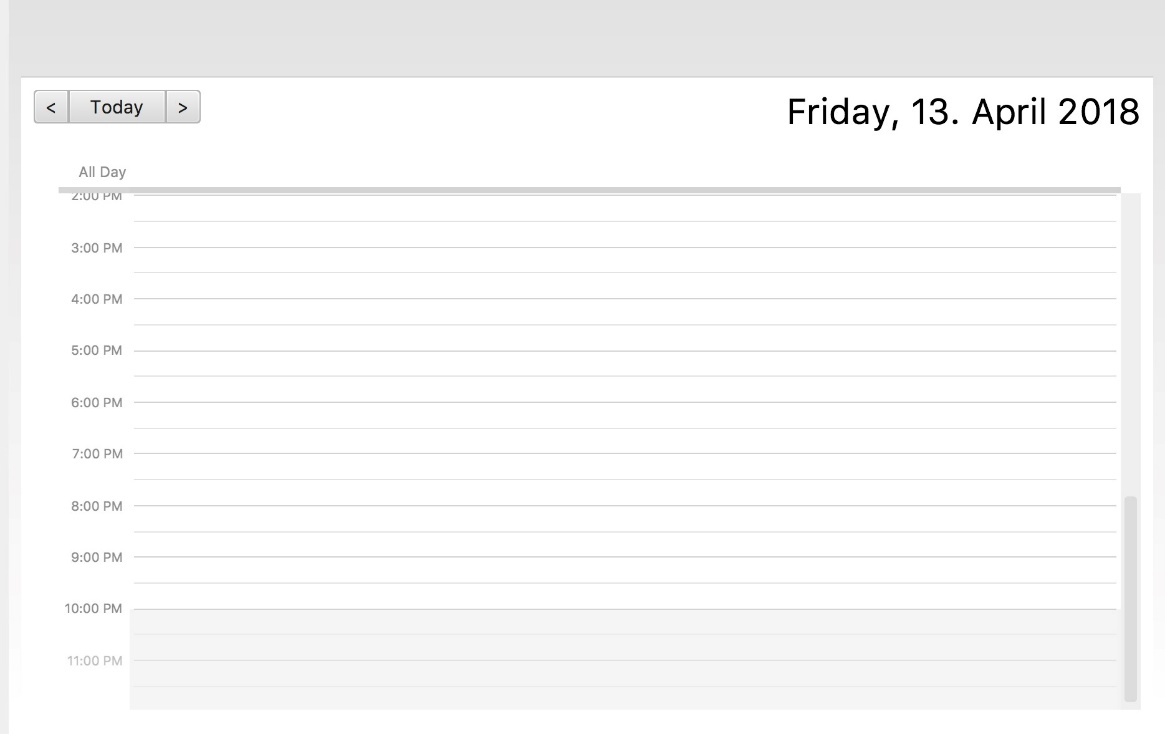 < Today >
Friday, 13. April 2018
All Day
2:00 PM
3:00 PM
4:00 PM
5:00 PM
6:00 PM
7:00 PM
8:00 PM
9:00 PM
10:00 PM
11:00 PM